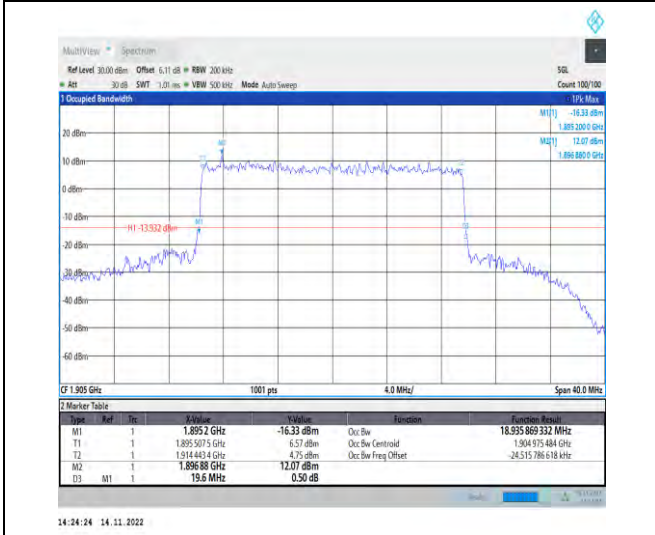 MultiView Spectrum
Ref Level 30.00 dBm Offset 6.11 dB RBW 200 kHz SGL
Att 30 dB SWT 1.01 ms VBW 500 kHz Mode Auto Sweep Count 100/100
1 Occupied Bandwidth 1Pk Max
M1[1] -16.33 dBm
1.895 200 0 GHz
M2[1] 12.07 dBm
1.896 880 0 GHz
20 dBm
M2
10 dBm
0 dBm
-10 dBm
H1 -13.932 dBm
M1
-20 dBm
-30 dBm
-40 dBm
-50 dBm
-60 dBm
CF 1.905 GHz 1001 pts 4.0 MHz/ Span 40.0 MHz
2 Marker Table
Type Ref Trc X-Value Y-Value Function Function Result
M1 1 1.895 2 GHz -16.33 dBm Occ Bw 18.935 869 332 MHz
T1 1 1.895 507 5 GHz 6.57 dBm Occ Bw Centroid 1.904 975 484 GHz
T2 1 1.914 443 4 GHz 4.75 dBm Occ Bw Freq Offset -24.515 786 618 kHz
M2 1 1.896 88 GHz 12.07 dBm
D3 M1 1 19.6 MHz 0.50 dB
14:24:24 14.11.2022